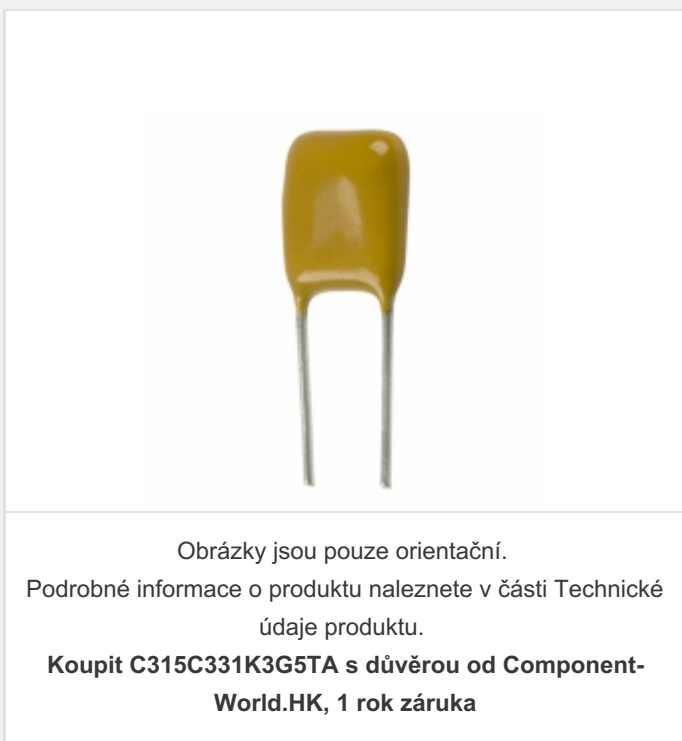 Obrázky jsou pouze orientační.
Podrobné informace o produktu naleznete v části Technické
údaje produktu.
Koupit C315C331K3G5TA s důvěrou od Component-
World.HK, 1 rok záruka